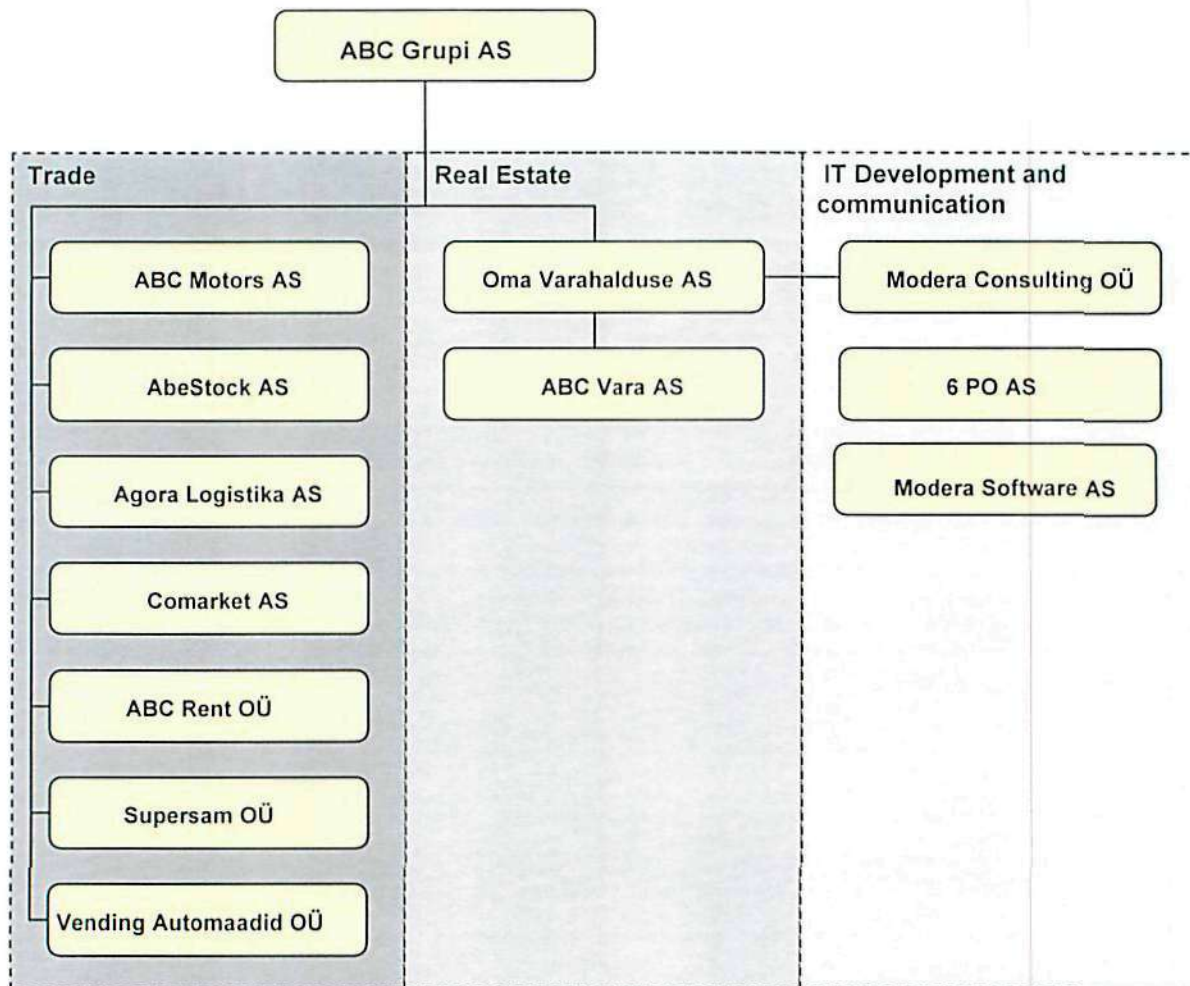 ABC Grupi AS
Trade
Real Estate
IT Development and
communication
ABC Motors AS
Oma Varahalduse AS
Modera Consulting OÜ
AbeStock AS
ABC Vara AS
6 PO AS
Agora Logistika AS
Modera Software AS
Comarket AS
ABC Rent OÜ
Supersam OÜ
Vending Automaadid OÜ